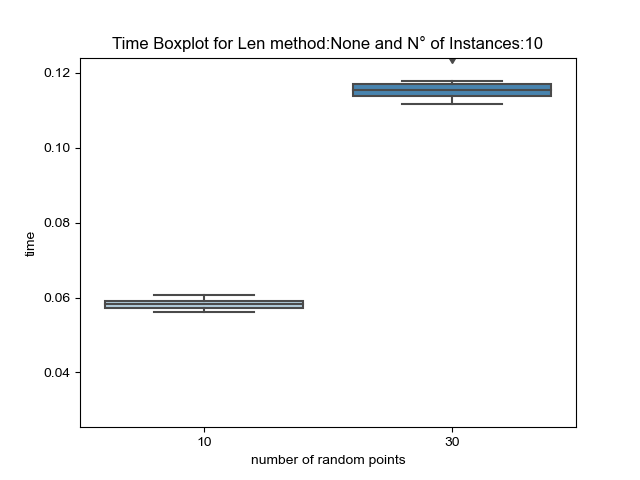 Time Boxplot for Len method:None and N° of Instances:10
0.12
0.10
0.08
0.06
0.04
time
10
30
number of random points